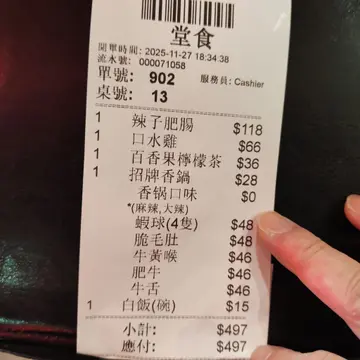 堂食
開單時間: 2025-11-27 18:34:38
流水號: 000071058
單號: 902 服務員: Cashier
桌號: 13
1 辣子肥腸 $118
1 口水雞 $66
1 百香果檸檬茶 $36
1 招牌香鍋 $28
香锅口味 $0
*(麻辣,大辣)
蝦球(4隻) $48
脆毛肚 $48
牛黃喉 $46
肥牛 $46
牛舌 $46
1 白飯(碗) $15
小計: $497
應付: $497